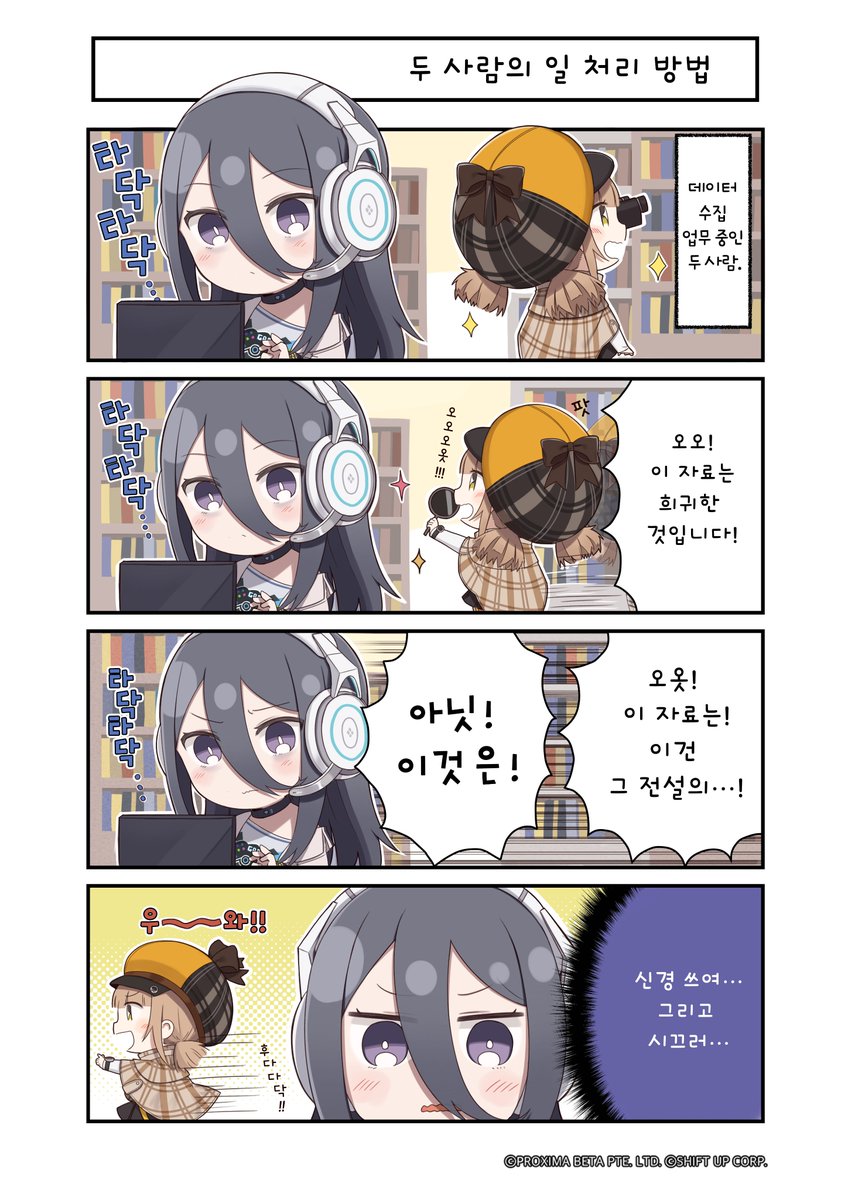 두 사람의 일 처리 방법
데이터
수집
업무 중인
두 사람.
타닥
타닥…
팟
오오!
이 자료는
희귀한
것입니다!
오오오옷!!!
타닥
타닥…
오옷!
이 자료는!
이건
그 전설의…!
아닛!
이것은!
타닥
타닥…
신경 쓰여…
그리고
시끄러…
우~~와!!
후다다닥!!
©PROXIMA BETA PTE. LTD. ©SHIFT UP CORP.